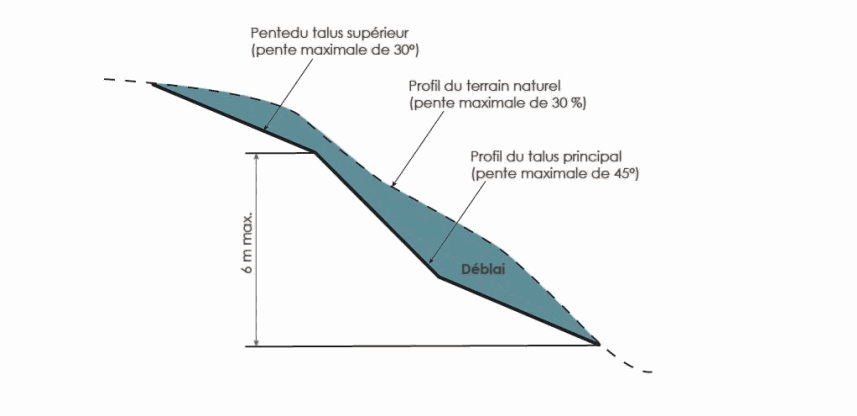 Pentedu talus supérieur
(pente maximale de 30°)
Profil du terrain naturel
(pente maximale de 30 %)
Profil du talus principal
(pente maximale de 45°)
6 m max.
Déblai